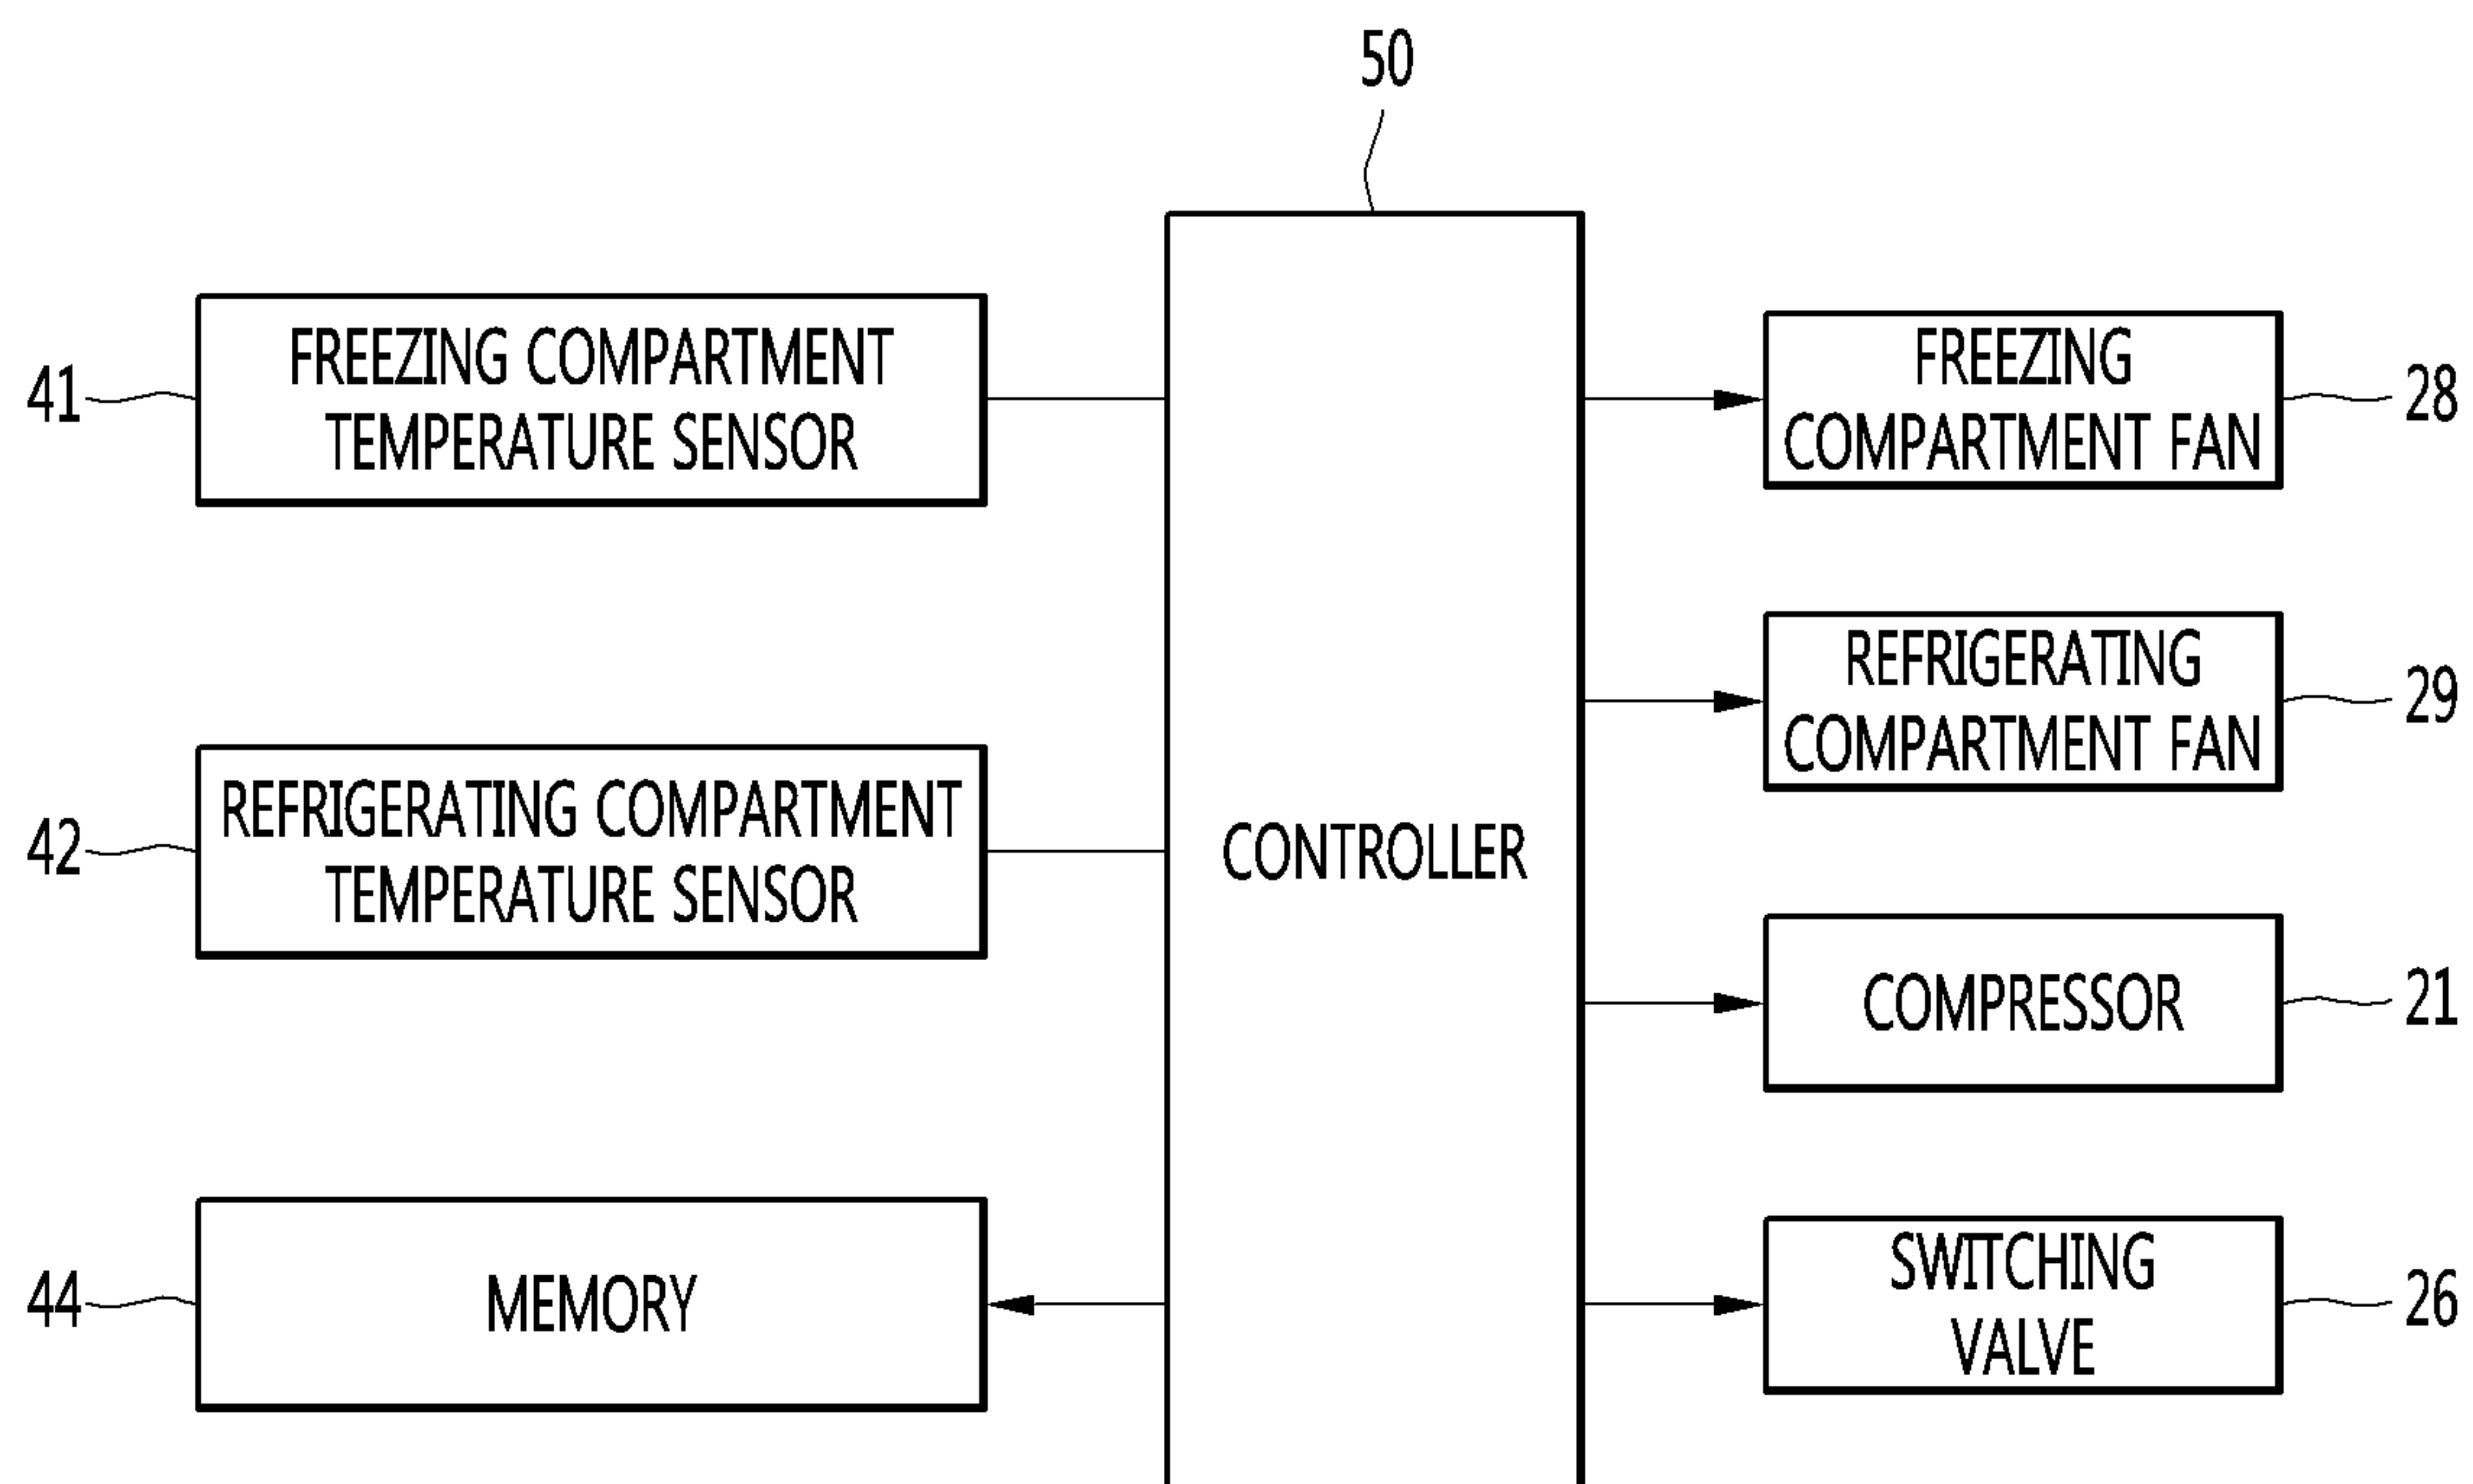 50
41
FREEZING COMPARTMENT
TEMPERATURE SENSOR
FREEZING
COMPARTMENT FAN
28
REFRIGERATING
COMPARTMENT FAN
29
42
REFRIGERATING COMPARTMENT
TEMPERATURE SENSOR
CONTROLLER
COMPRESSOR
21
44
MEMORY
SWITCHING
VALVE
26